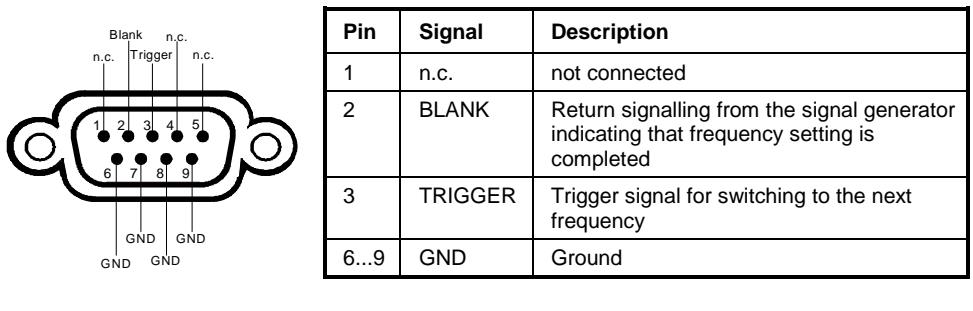 Blank
n.c.
n.c.
Trigger
n.c.
1 2 3 4 5
6 7 8 9
GND
GND
GND
GND
Pin Signal Description
1 n.c. not connected
2 BLANK Return signalling from the signal generator
indicating that frequency setting is
completed
3 TRIGGER Trigger signal for switching to the next
frequency
6...9 GND Ground